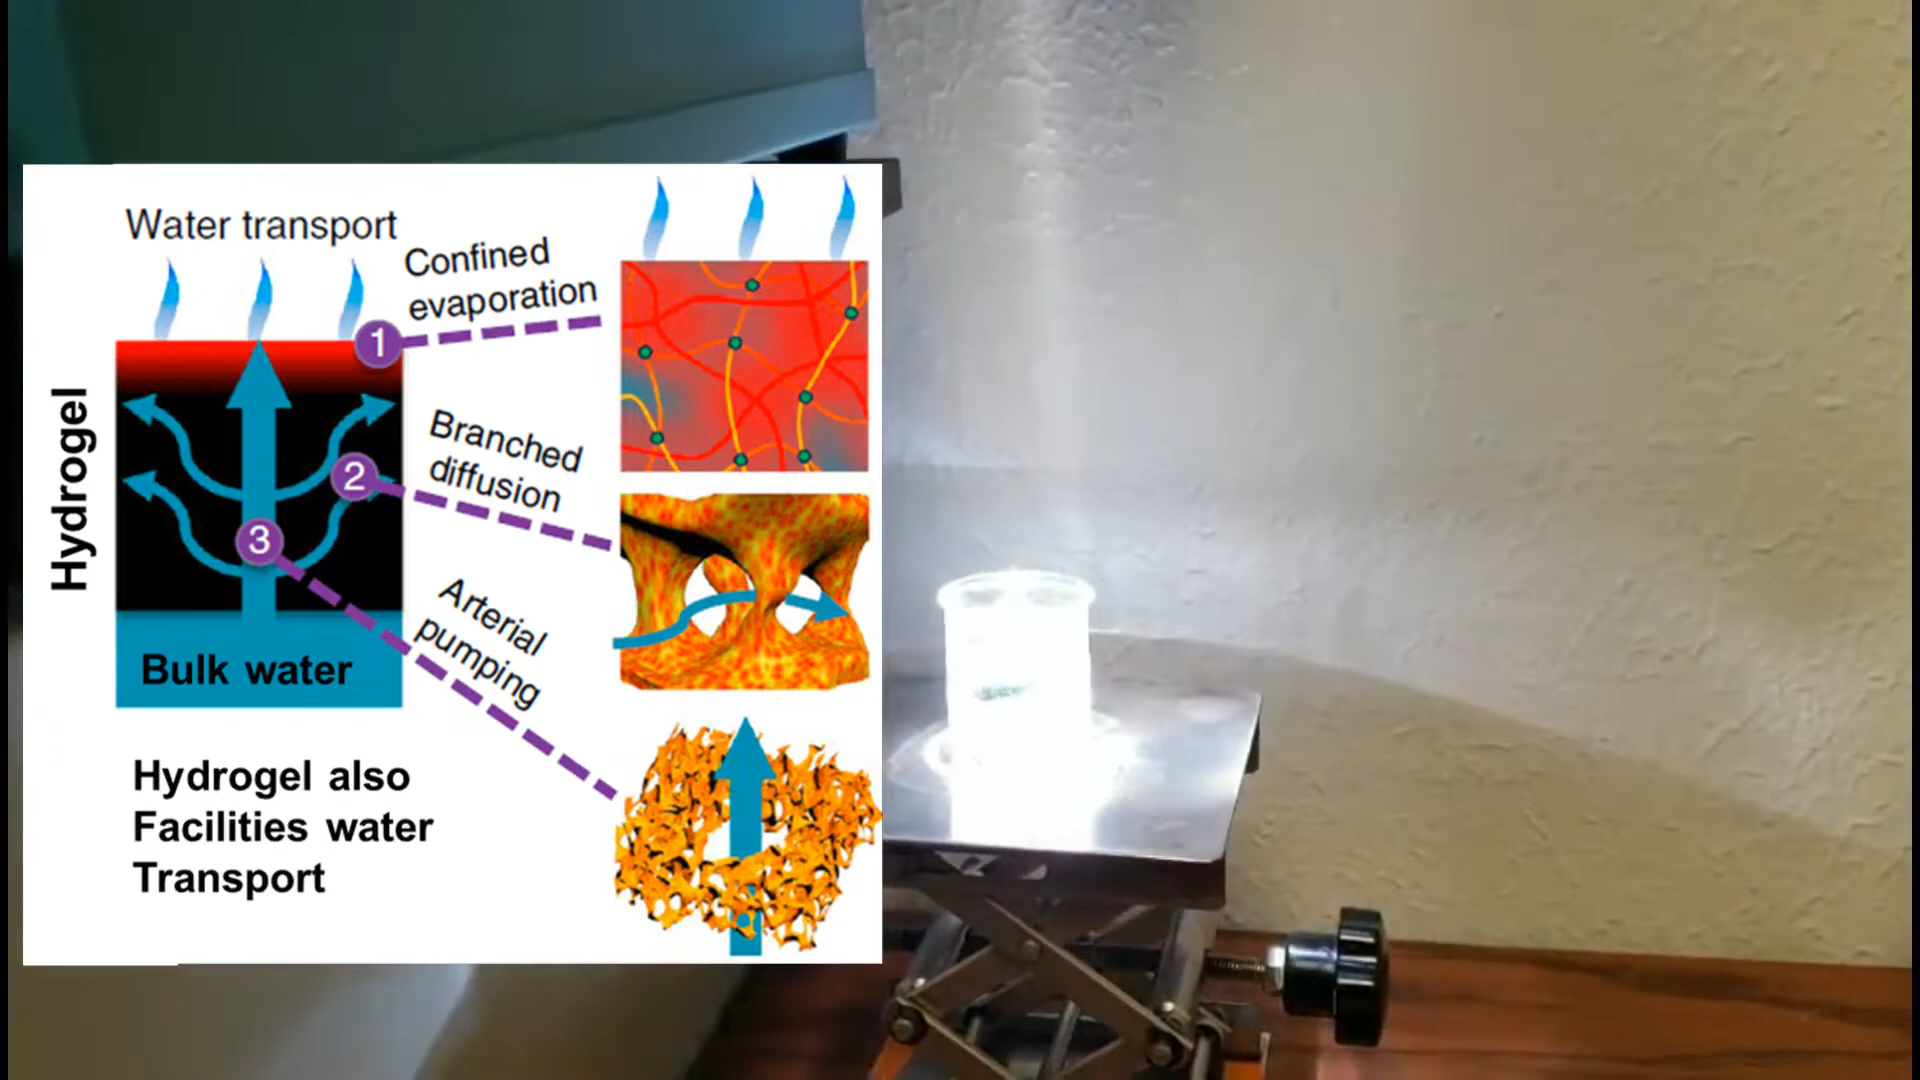 Water transport
Confined
evaporation
1
Hydrogel
Branched
diffusion
2
3
Arterial
pumping
Bulk water
Hydrogel also
Facilities water
Transport